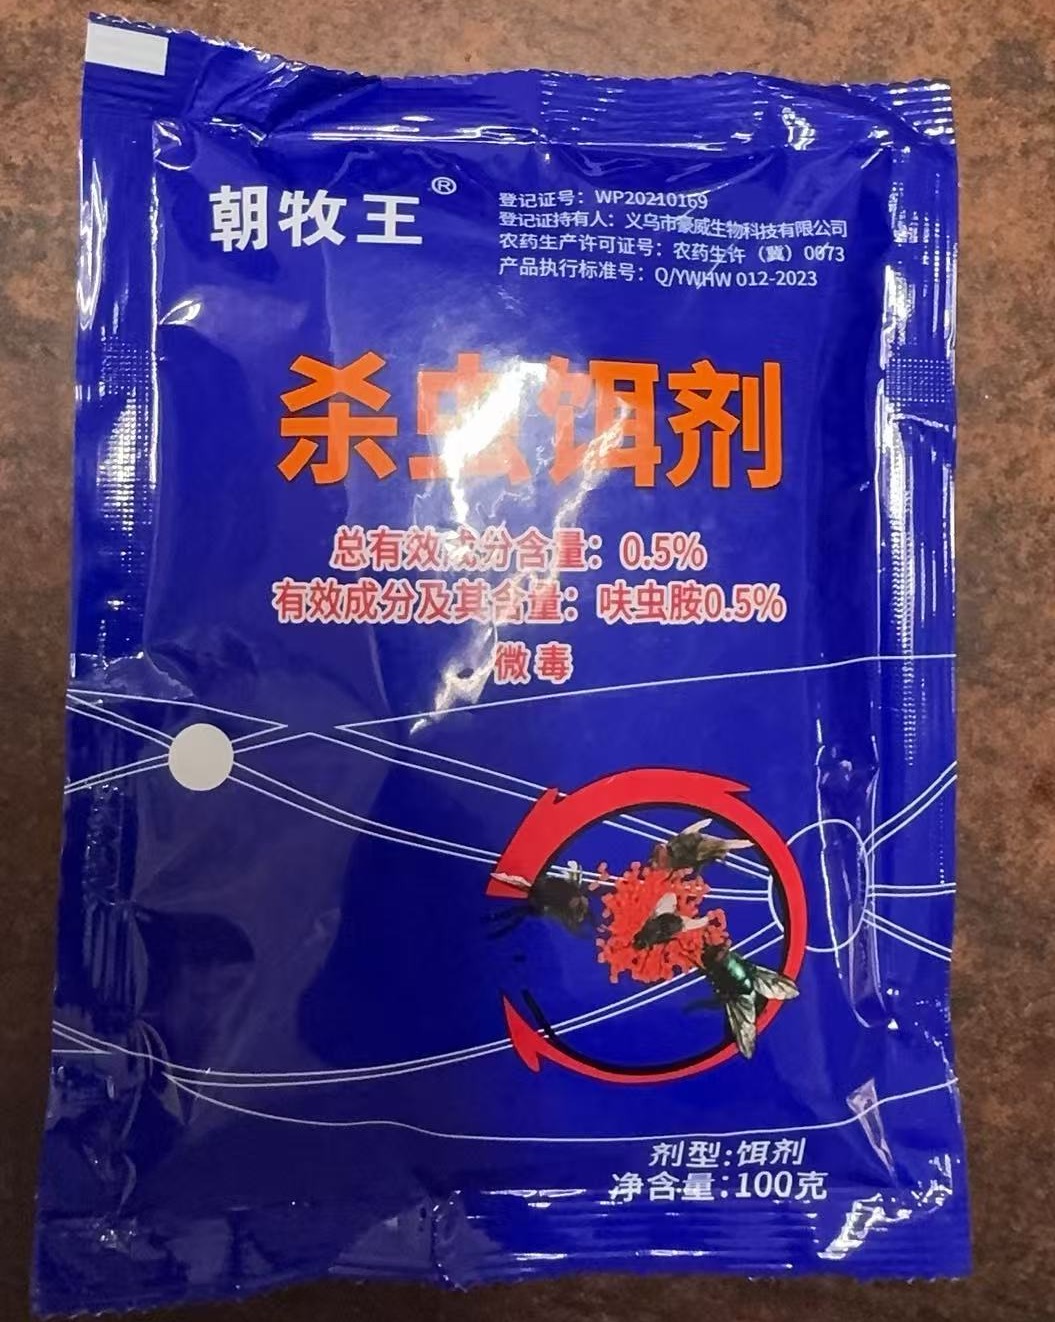 朝牧王®
登记证号：WP20210169
登记证持有人：义乌市豪威生物科技有限公司
农药生产许可证号：农药生许（冀）0073
产品执行标准号：Q/YWHW 012-2023
杀虫饵剂
总有效成分含量：0.5%
有效成分及其含量：呋虫胺0.5%
微毒
剂型:饵剂
净含量:100克